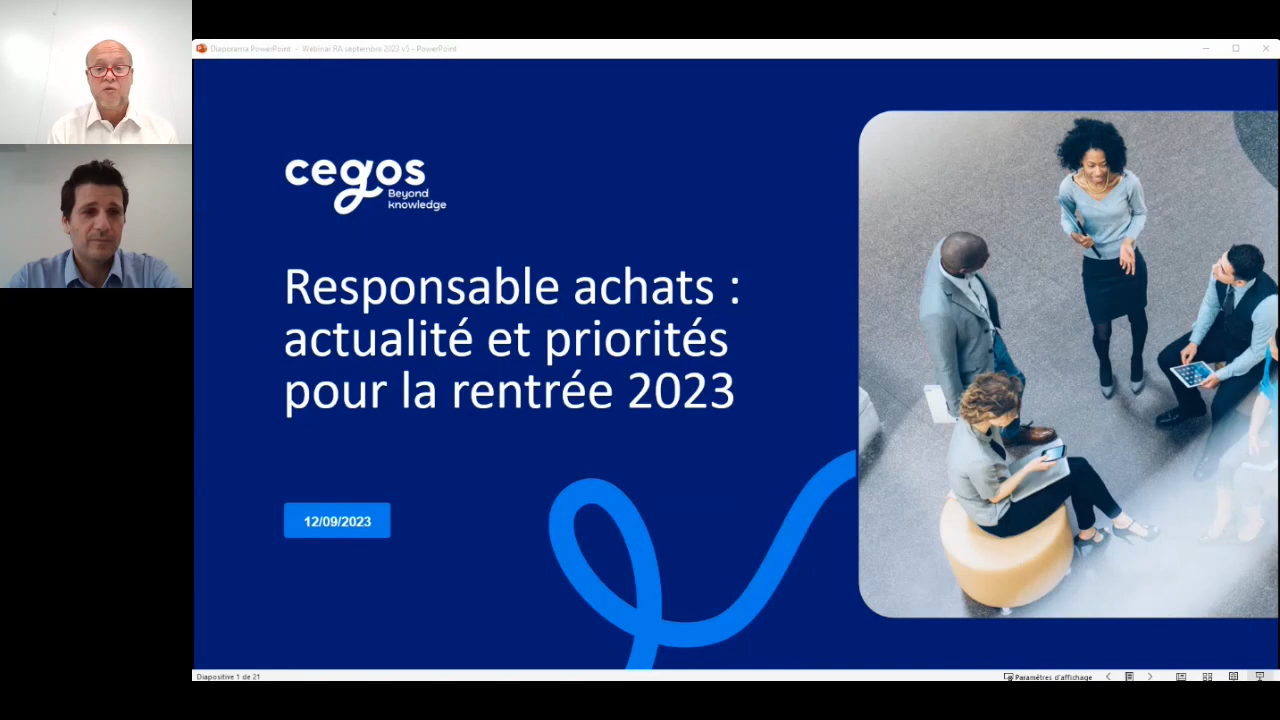 Diaporama PowerPoint - Webinar RA septembre 2023 v5 - PowerPoint
cegos
Beyond
knowledge
Responsable achats :
actualité et priorités
pour la rentrée 2023
12/09/2023
Diapositive 1 de 21
Paramètres d'affichage